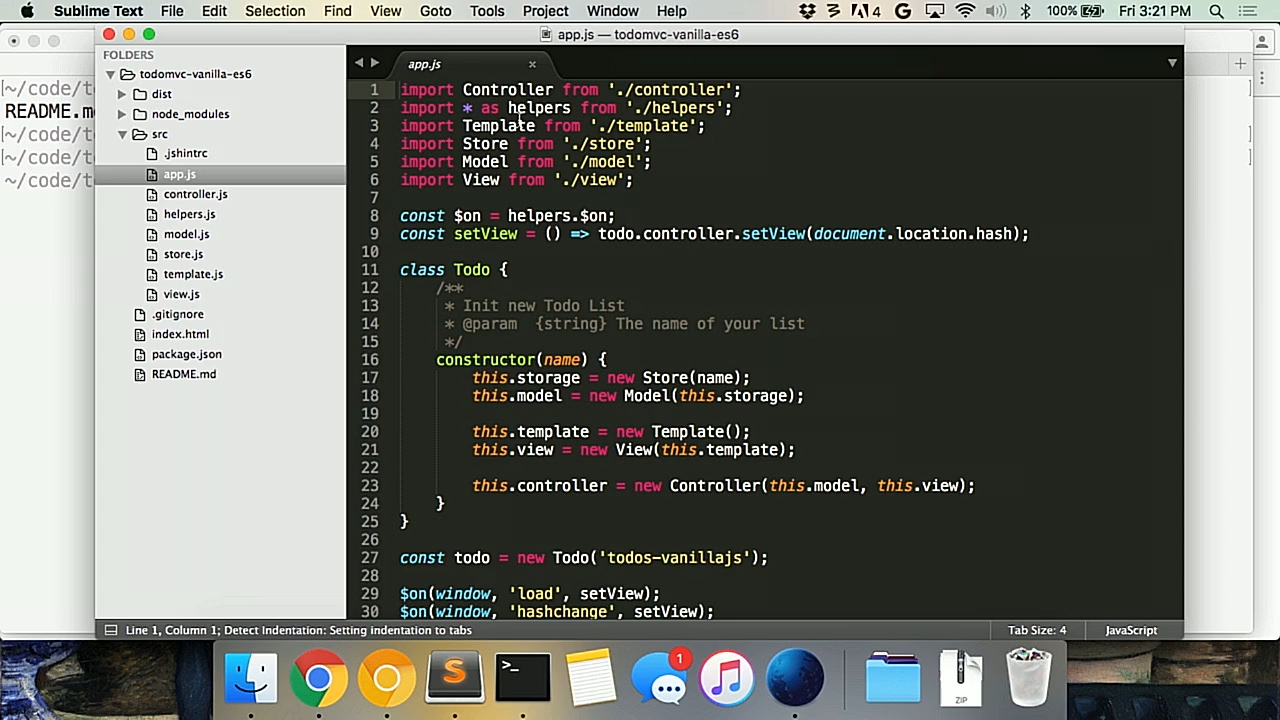 Sublime Text File Edit Selection Find View Goto Tools Project Window Help 4 100% Fri 3:21 PM
app.js — todomvc-vanilla-es6
FOLDERS
todomvc-vanilla-es6
dist
node_modules
src
.jshintrc
app.js
controller.js
helpers.js
model.js
store.js
template.js
view.js
.gitignore
index.html
package.json
README.md
[~/code/t
README.m
[~/code/t
[~/code/t
~/code/t
app.js
1 import Controller from './controller';
2 import * as helpers from './helpers';
3 import Template from './template';
4 import Store from './store';
5 import Model from './model';
6 import View from './view';
7
8 const $on = helpers.$on;
9 const setView = () => todo.controller.setView(document.location.hash);
10
11 class Todo {
12 /**
13 * Init new Todo List
14 * @param {string} The name of your list
15 */
16 constructor(name) {
17 this.storage = new Store(name);
18 this.model = new Model(this.storage);
19
20 this.template = new Template();
21 this.view = new View(this.template);
22
23 this.controller = new Controller(this.model, this.view);
24 }
25 }
26
27 const todo = new Todo('todos-vanillajs');
28
29 $on(window, 'load', setView);
30 $on(window, 'hashchange', setView);
Line 1, Column 1; Detect Indentation: Setting indentation to tabs Tab Size: 4 JavaScript
1
ZIP